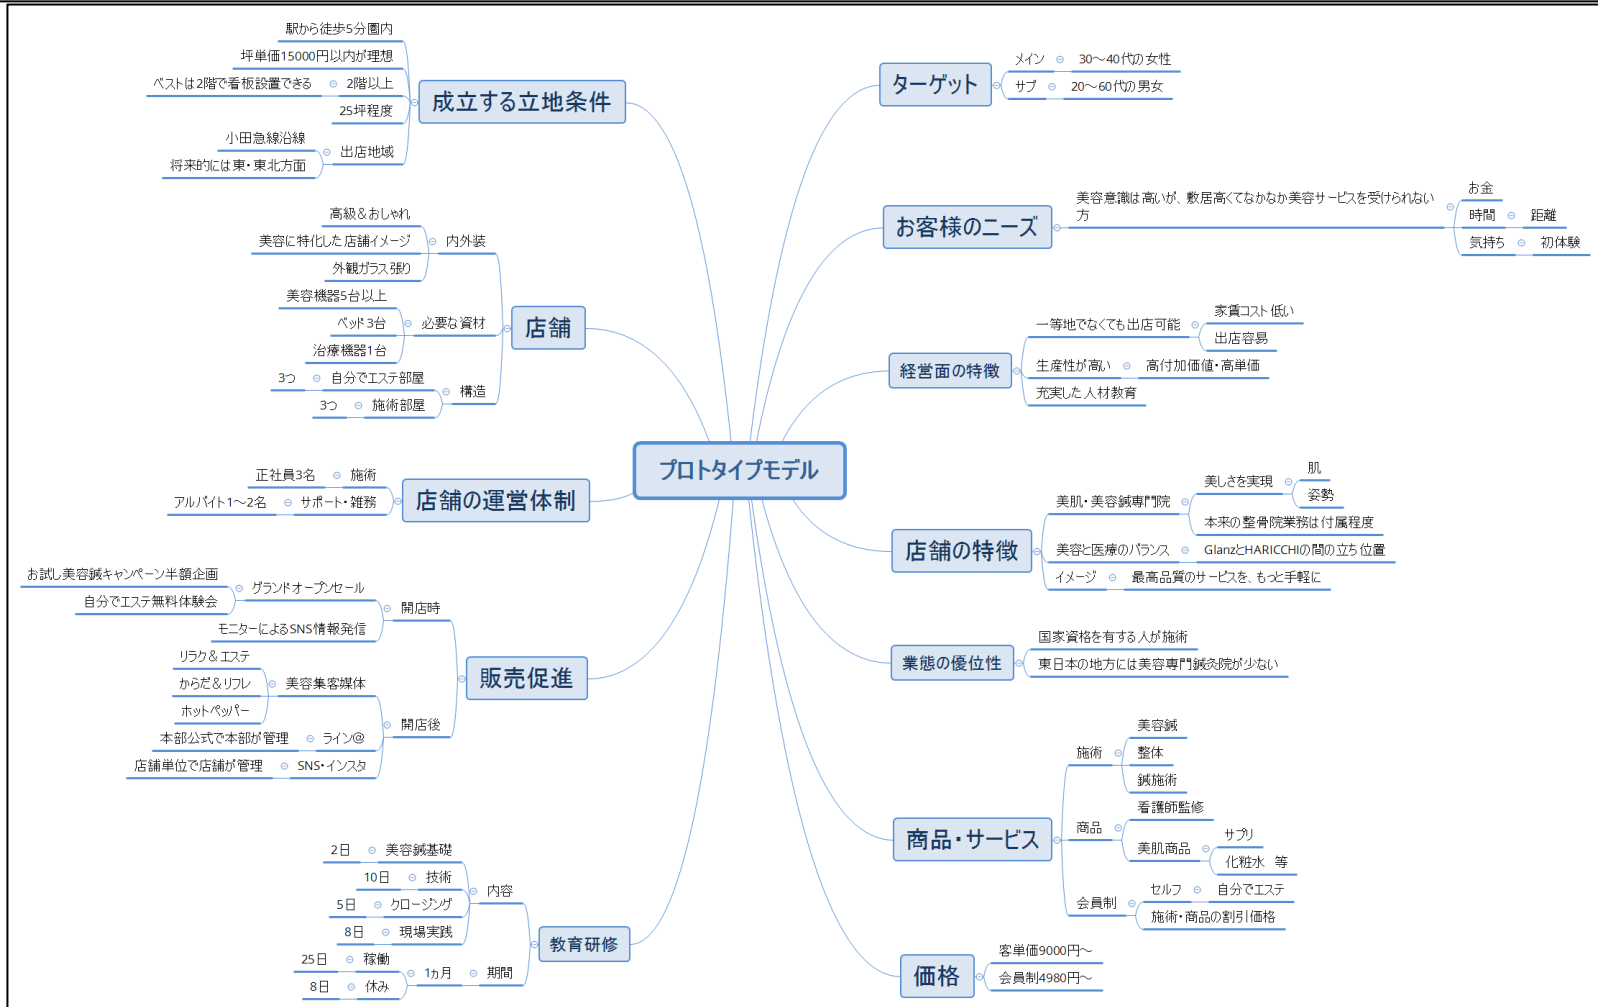 プロトタイプモデル
ターゲット
メイン
30～40代の女性
サブ
20～60代の男女
お客様のニーズ
美容意識は高いが、敷居高くてなかなか美容サービスを受けられない
方
お金
時間
距離
気持ち
初体験
経営面の特徴
一等地でなくても出店可能
家賃コスト低い
出店容易
生産性が高い
高付加価値・高単価
充実した人材教育
店舗の特徴
美肌・美容鍼専門院
美しさを実現
肌
姿勢
本来の整骨院業務は付属程度
美容と医療のバランス
GlanzとHARICCHIの間の立ち位置
イメージ
最高品質のサービスを、もっと手軽に
業態の優位性
国家資格を有する人が施術
東日本の地方には美容専門鍼灸院が少ない
商品・サービス
施術
美容鍼
整体
鍼施術
商品
看護師監修
美肌商品
サプリ
化粧水　等
会員制
セルフ
自分でエステ
施術・商品の割引価格
価格
客単価9000円～
会員制4980円～
成立する立地条件
駅から徒歩5分圏内
坪単価15000円以内が理想
2階以上
ベストは2階で看板設置できる
25坪程度
出店地域
小田急線沿線
将来的には東・東北方面
店舗
内外装
高級＆おしゃれ
美容に特化した店舗イメージ
外観ガラス張り
必要な資材
美容機器5台以上
ベッド3台
治療機器1台
構造
自分でエステ部屋
3つ
施術部屋
3つ
店舗の運営体制
施術
正社員3名
サポート・雑務
アルバイト1～2名
販売促進
開店時
グランドオープンセール
お試し美容鍼キャンペーン半額企画
自分でエステ無料体験会
モニターによるSNS情報発信
開店後
美容集客媒体
リラク＆エステ
からだ＆リフレ
ホットペッパー
ライン@
本部公式で本部が管理
SNS・インスタ
店舗単位で店舗が管理
教育研修
内容
美容鍼基礎
2日
技術
10日
クロージング
5日
現場実践
8日
期間
1ヵ月
稼働
25日
休み
8日